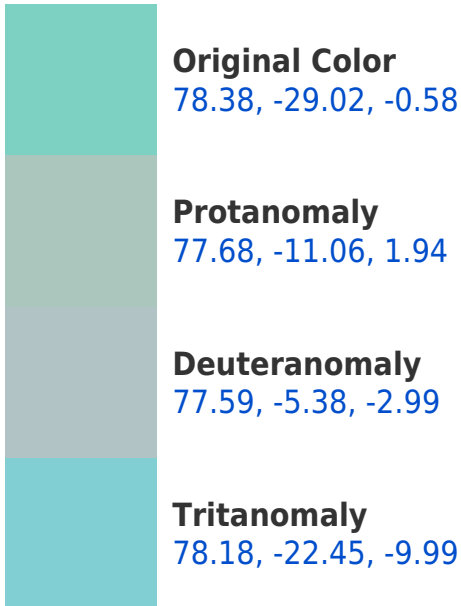 Original Color
78.38, -29.02, -0.58
Protanomaly
77.68, -11.06, 1.94
Deuteranomaly
77.59, -5.38, -2.99
Tritanomaly
78.18, -22.45, -9.99